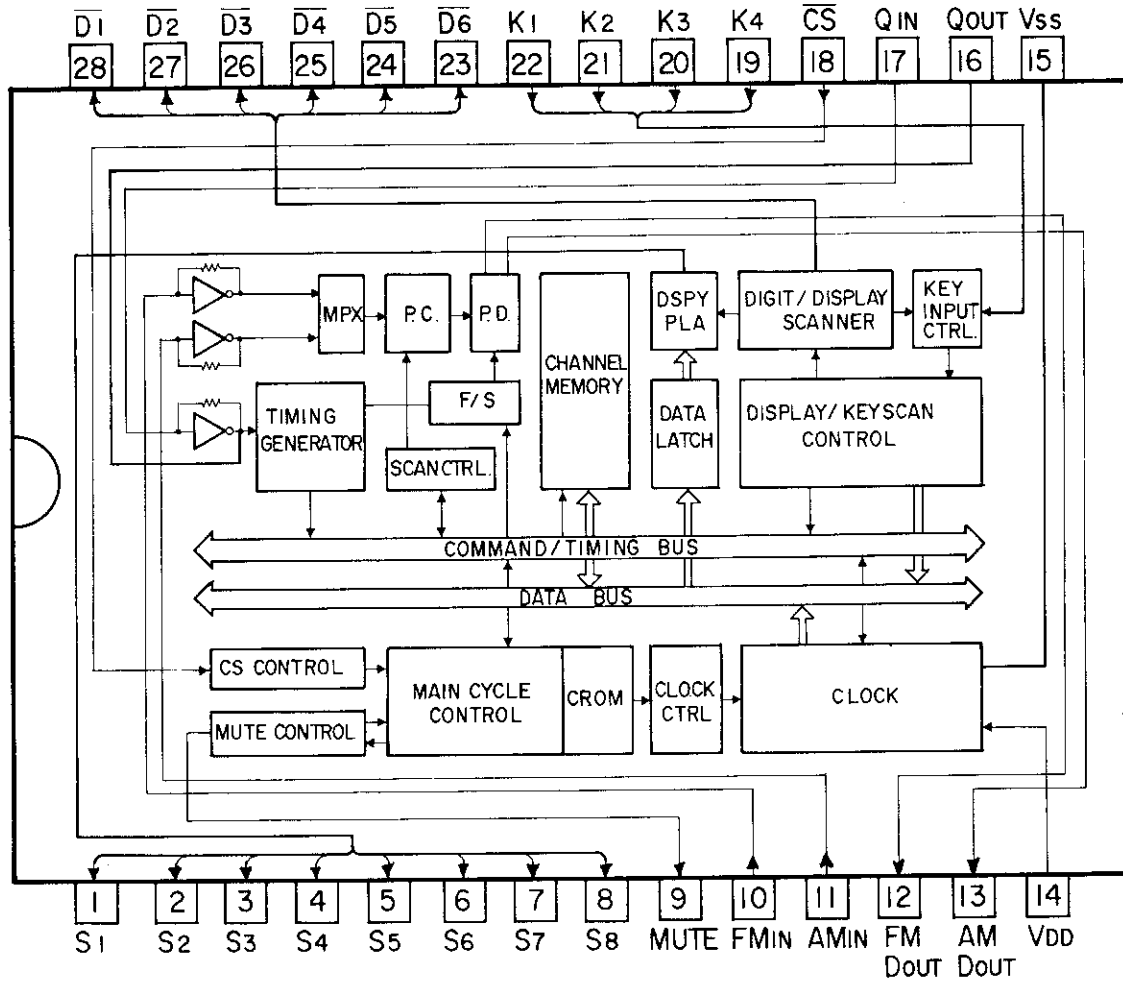 D1 D2 D3 D4 D5 D6 K1 K2 K3 K4 CS QIN QOUT VSS
28 27 26 25 24 23 22 21 20 19 18 17 16 15
MPX
P.C.
P.D.
CHANNEL
MEMORY
DSPY
PLA
DIGIT/DISPLAY
SCANNER
KEY
INPUT
CTRL.
TIMING
GENERATOR
F/S
SCAN CTRL.
DATA
LATCH
DISPLAY/KEYSCAN
CONTROL
COMMAND/TIMING BUS
DATA BUS
CS CONTROL
MUTE CONTROL
MAIN CYCLE
CONTROL
CROM
CLOCK
CTRL
CLOCK
1 2 3 4 5 6 7 8 9 10 11 12 13 14
S1 S2 S3 S4 S5 S6 S7 S8 MUTE FMIN AMIN FM AM VDD
DOUT DOUT